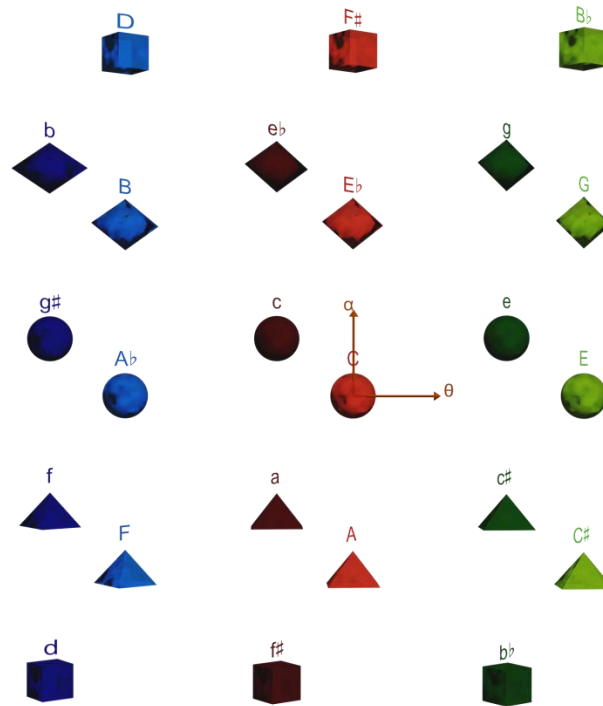 D F♯ B♭
b e♭ g
B E♭ G
g♯ c α e
A♭ C E
θ
f a c♯
F A C♯
d f♯ b♭